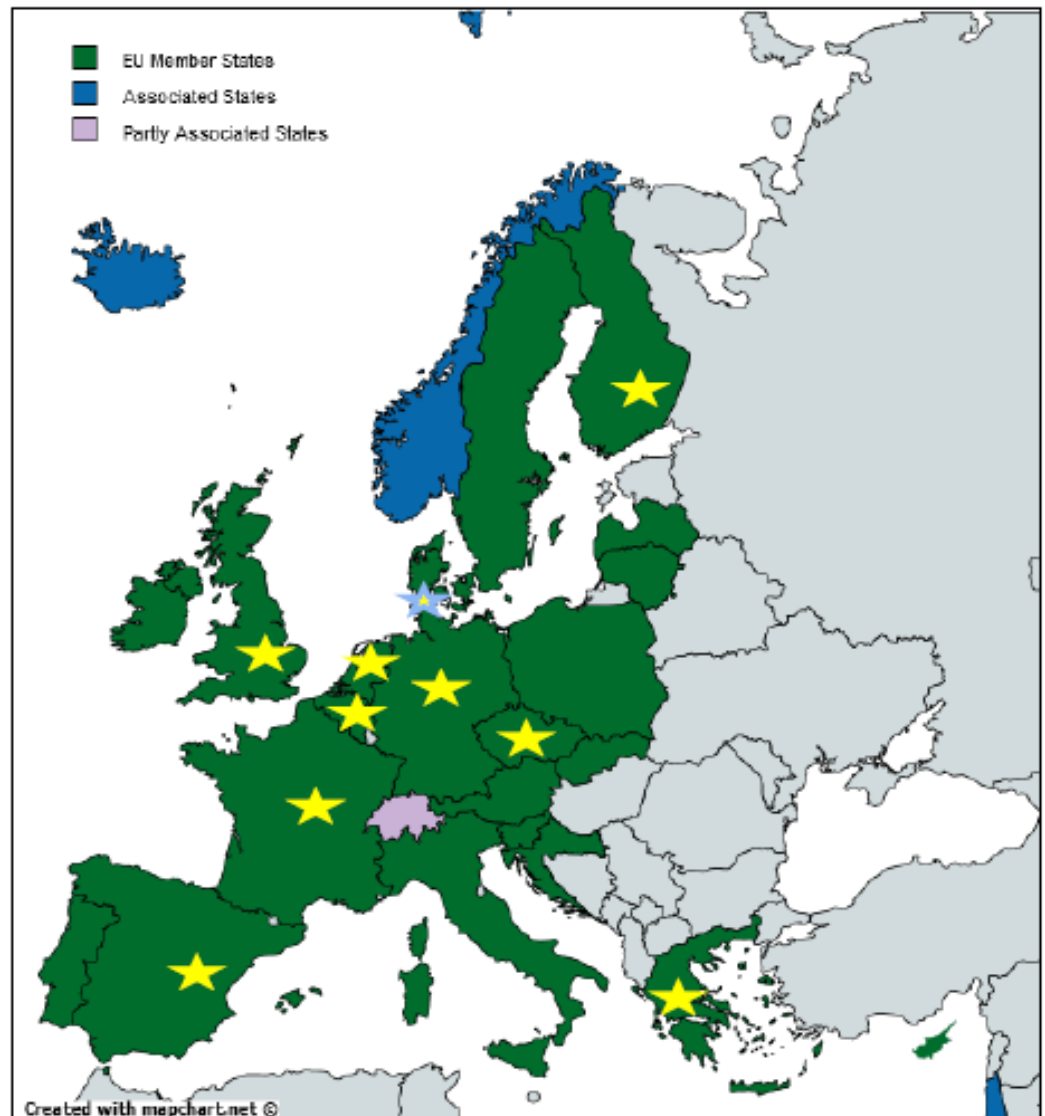 EU Member States
Associated States
Partly Associated States
Created with mapchart.net ©